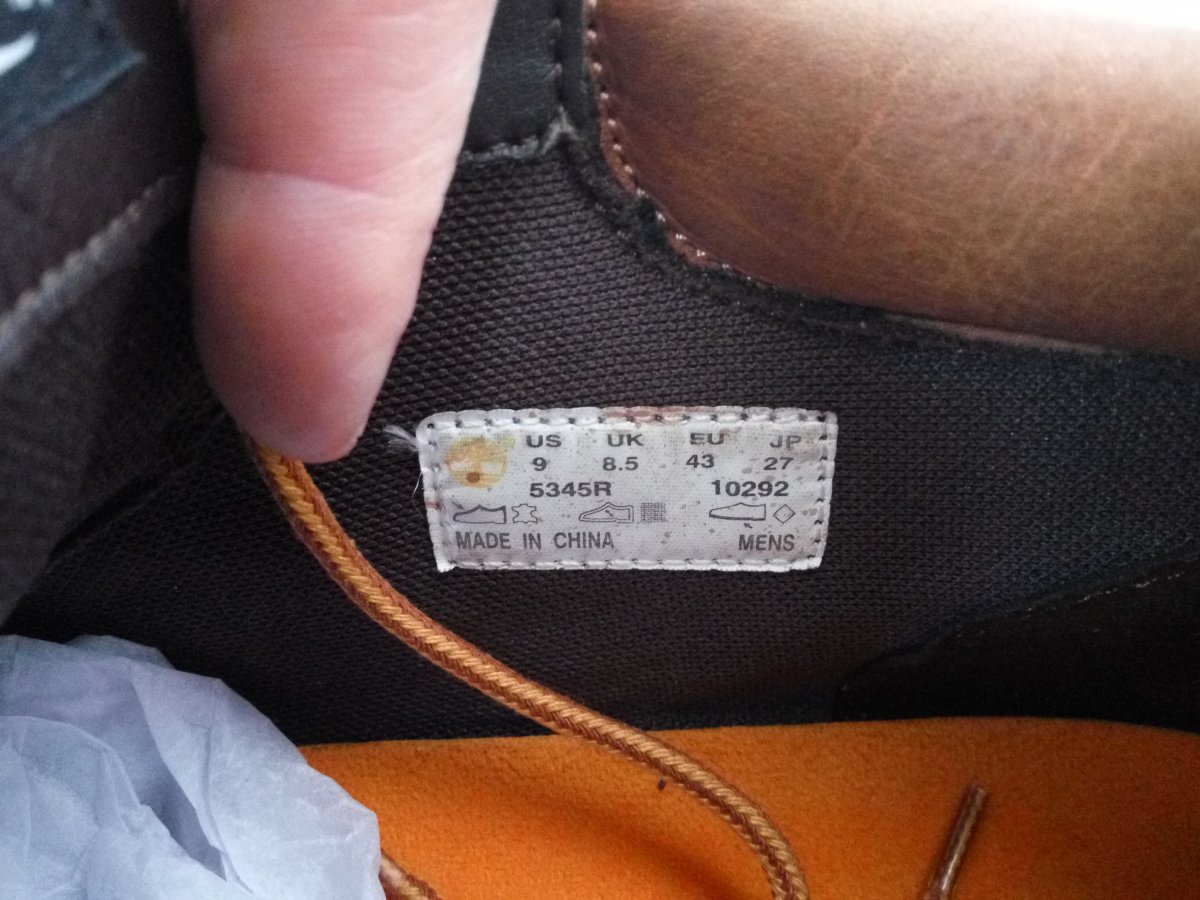 US UK EU JP
9 8.5 43 27
5345R 10292
MADE IN CHINA MENS